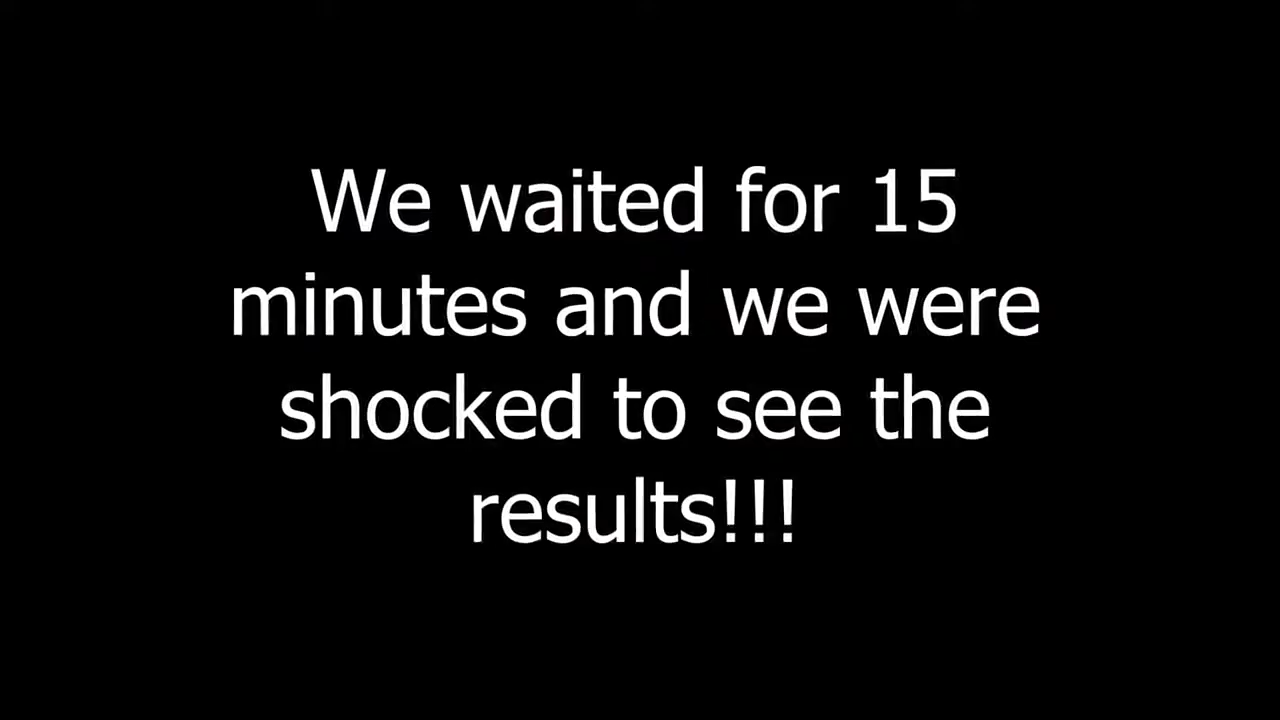 We waited for 15
minutes and we were
shocked to see the
results!!!